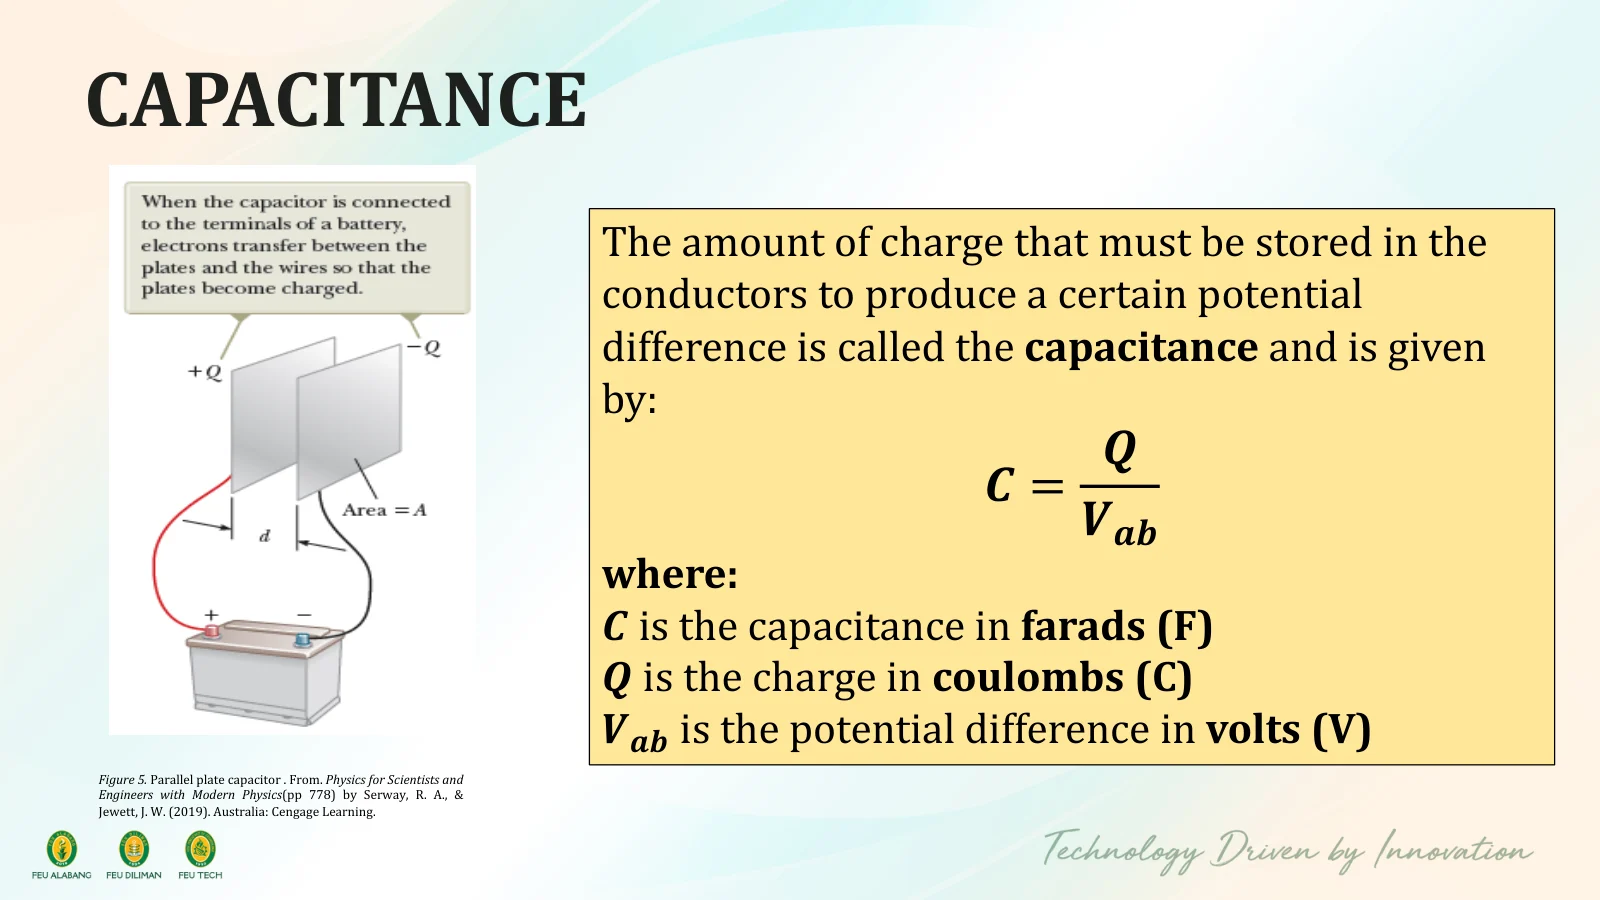 CAPACITANCE
When the capacitor is connected
to the terminals of a battery,
electrons transfer between the
plates and the wires so that the
plates become charged.
−Q
+Q
Area = A
d
+ −
Figure 5. Parallel plate capacitor . From. Physics for Scientists and
Engineers with Modern Physics(pp 778) by Serway, R. A., &
Jewett, J. W. (2019). Australia: Cengage Learning.
The amount of charge that must be stored in the
conductors to produce a certain potential
difference is called the capacitance and is given
by:
C = Q / V_ab
where:
C is the capacitance in farads (F)
Q is the charge in coulombs (C)
V_ab is the potential difference in volts (V)
FEU ALABANG FEU DILIMAN FEU TECH
Technology Driven by Innovation